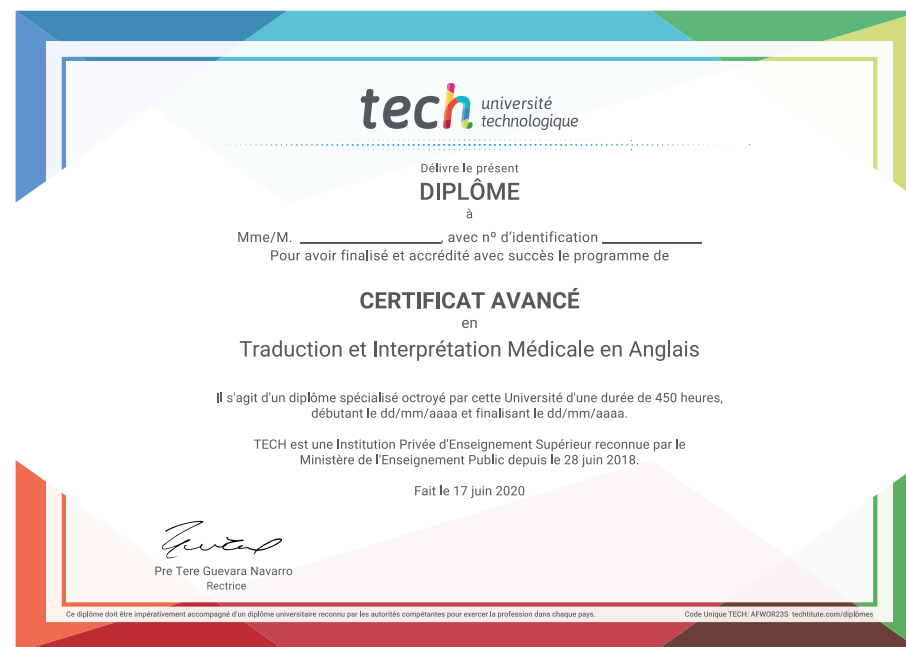 tech université
technologique
Délivre le présent
DIPLÔME
à
Mme/M. ____________________, avec nº d'identification ______________
Pour avoir finalisé et accrédité avec succès le programme de
CERTIFICAT AVANCÉ
en
Traduction et Interprétation Médicale en Anglais
Il s'agit d'un diplôme spécialisé octroyé par cette Université d'une durée de 450 heures,
débutant le dd/mm/aaaa et finalisant le dd/mm/aaaa.
TECH est une Institution Privée d'Enseignement Supérieur reconnue par le
Ministère de l'Enseignement Public depuis le 28 juin 2018.
Fait le 17 juin 2020
Pre Tere Guevara Navarro
Rectrice
Ce diplôme doit être impérativement accompagné d'un diplôme universitaire reconnu par les autorités compétantes pour exercer la profession dans chaque pays. Code Unique TECH: AFWOR23S techtitute.com/diplômes